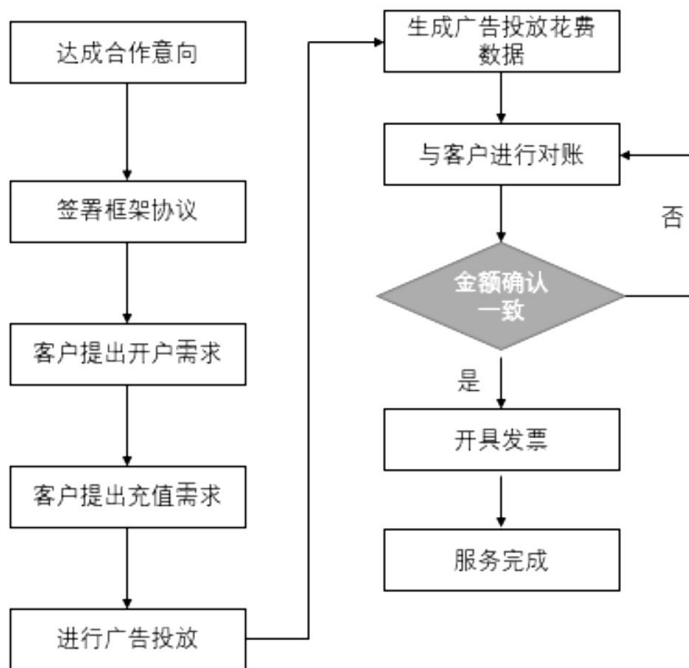 达成合作意向
签署框架协议
客户提出开户需求
客户提出充值需求
进行广告投放
生成广告投放花费
数据
与客户进行对账
否
金额确认
一致
是
开具发票
服务完成